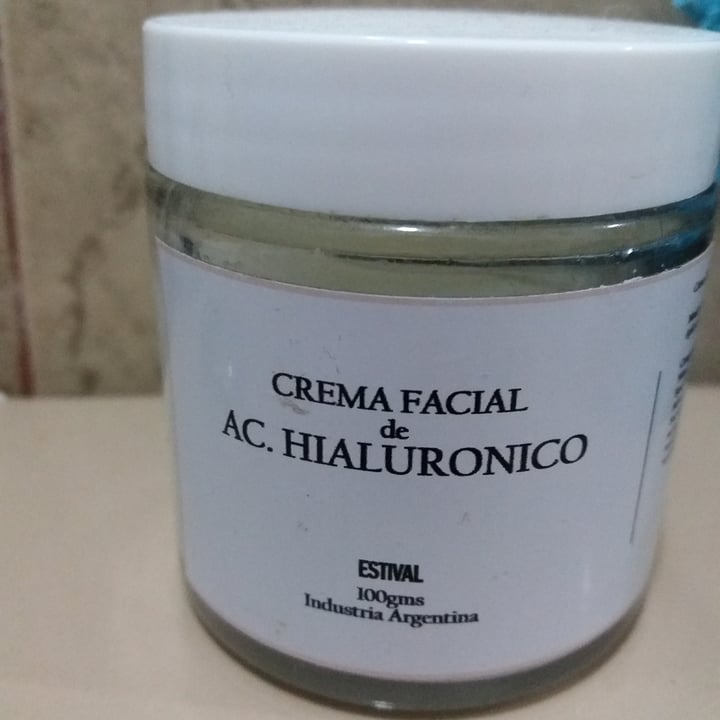 CREMA FACIAL
de
AC. HIALURONICO
ESTIVAL
100gms
Industria Argentina